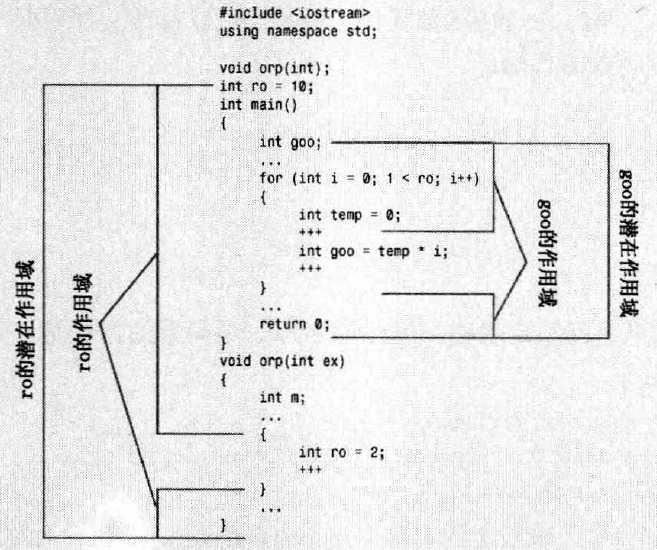 #include <iostream>
using namespace std;
void orp(int);
int ro = 10;
int main()
{
int goo;
...
for (int i = 0; 1 < ro; i++)
{
int temp = 0;
+++
int goo = temp * i;
+++
}
...
return 0;
}
void orp(int ex)
{
int m;
...
{
int ro = 2;
+++
}
...
}
ro的潜在作用域
ro的作用域
goo的作用域
goo的潜在作用域